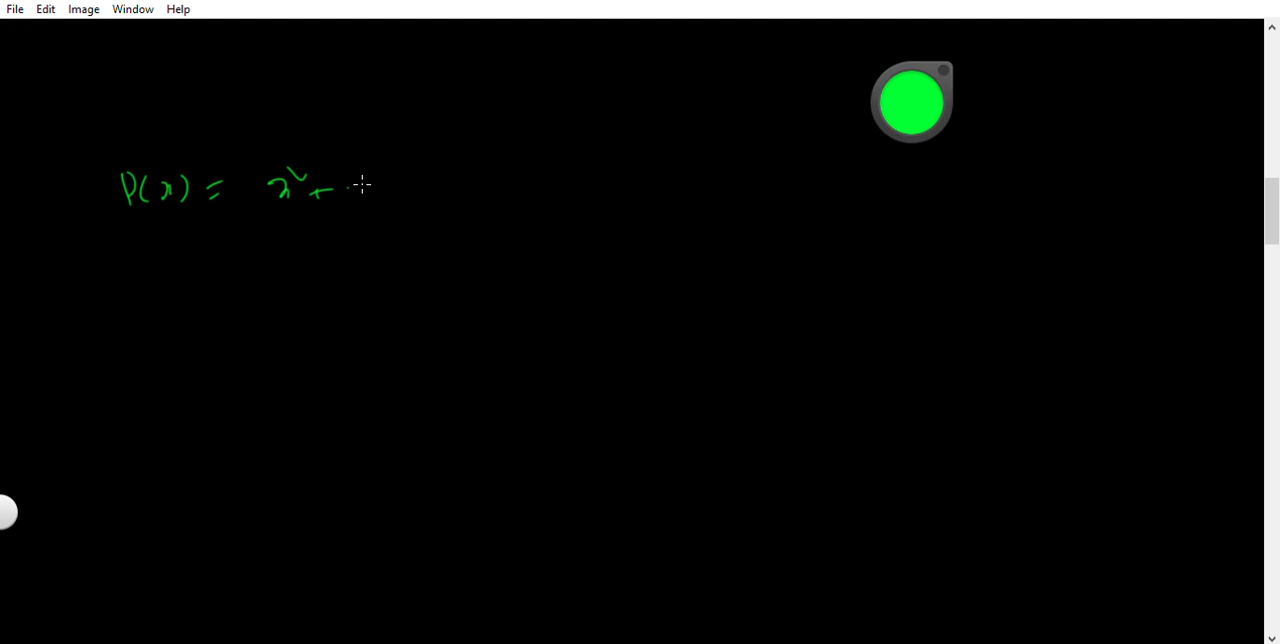 File Edit Image Window Help
P(x) = x² +